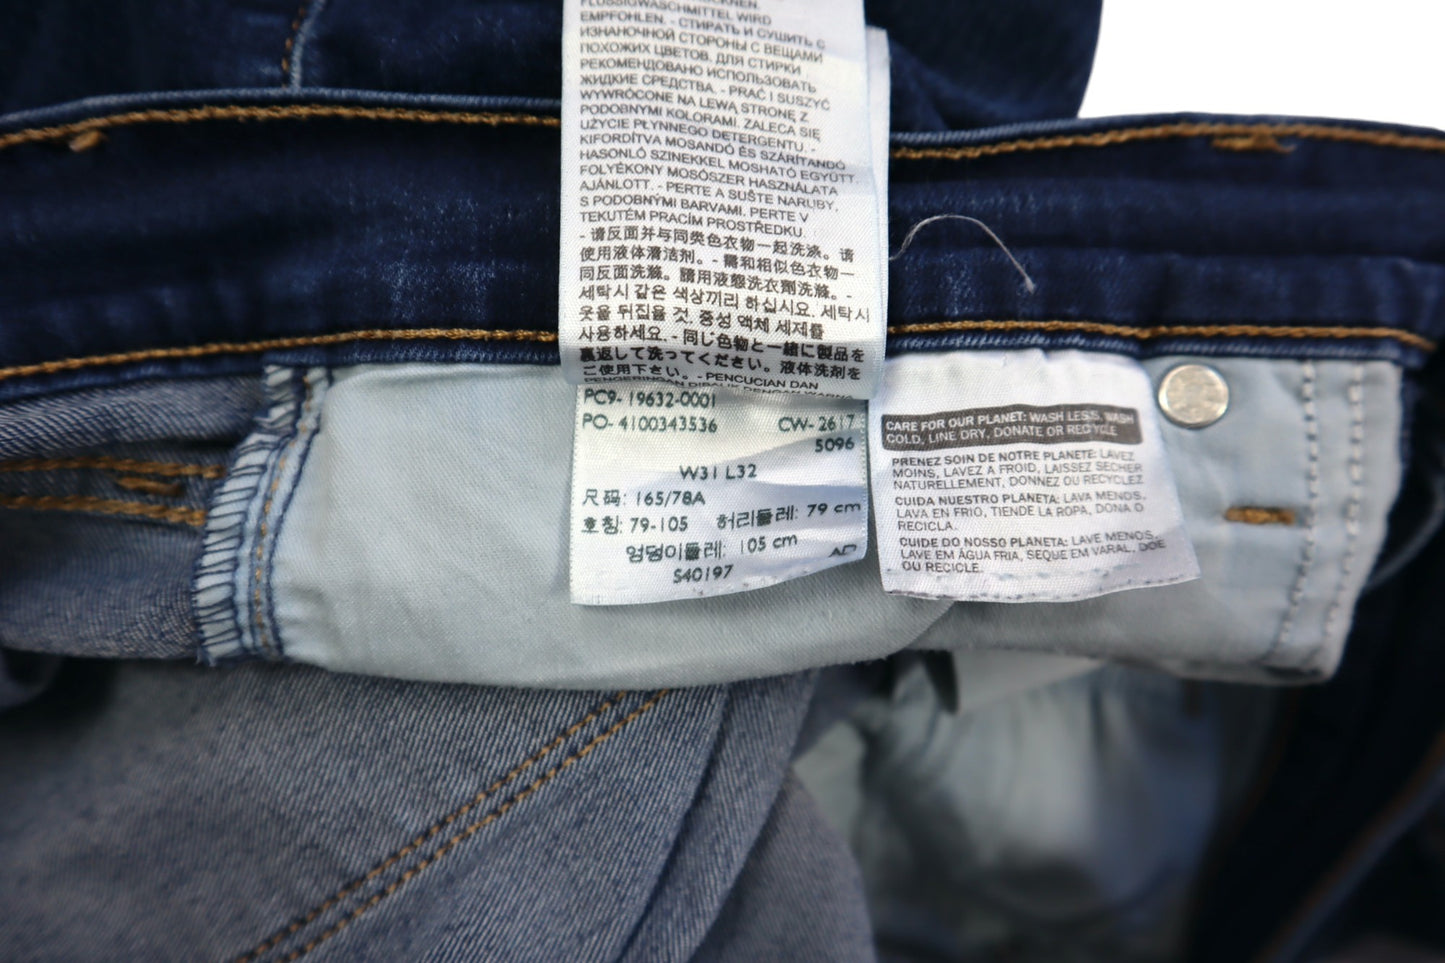 FLÜSSIGWASCHMITTEL WIRD
EMPFOHLEN. - СТИРАТЬ И СУШИТЬ С
ИЗНАНОЧНОЙ СТОРОНЫ С ВЕЩАМИ
ПОХОЖИХ ЦВЕТОВ. ДЛЯ СТИРКИ
РЕКОМЕНДОВАНО ИСПОЛЬЗОВАТЬ
ЖИДКИЕ СРЕДСТВА. - PRAĆ I SUSZYĆ
WYWRÓCONE NA LEWĄ STRONĘ Z
PODOBNYMI KOLORAMI. ZALECA SIĘ
UŻYCIE PŁYNNEGO DETERGENTU. -
KIFORDÍTVA MOSANDÓ ÉS SZÁRÍTANDÓ
HASONLÓ SZINEKKEL MOSHATÓ EGYÜTT.
FOLYÉKONY MOSÓSZER HASZNÁLATA
AJÁNLOTT. - PERTE A SUŠTE NARUBY,
S PODOBNÝMI BARVAMI. PERTE V
TEKUTÉM PRACÍM PROSTŘEDKU.
- 请反面并与同类色衣物一起洗涤。请
使用液体清洁剂。- 需和相似色衣物一
同反面洗滌。請用液態洗衣劑洗滌。-
세탁시 같은 색상끼리 하십시요. 세탁시
옷을 뒤집을 것. 중성 액체 세제를
사용하세요. - 同じ色物と一緒に製品を
裏返して洗ってください。液体洗剤を
ご使用下さい。- PENCUCIAN DAN
PENGERINGAN DIBALIK DENGAN WARNA
PC9- 19632-0001
PO- 4100343536 CW- 2617
5096
W31 L32
尺码: 165/78A
호칭: 79-105 허리둘레: 79 cm
엉덩이둘레: 105 cm
AP
S40197
CARE FOR OUR PLANET: WASH LESS, WASH
COLD, LINE DRY, DONATE OR RECYCLE
PRENEZ SOIN DE NOTRE PLANETE: LAVEZ
MOINS, LAVEZ A FROID, LAISSEZ SECHER
NATURELLEMENT, DONNEZ OU RECYCLEZ
CUIDA NUESTRO PLANETA: LAVA MENOS,
LAVA EN FRIO, TIENDE LA ROPA, DONA O
RECICLA.
CUIDE DO NOSSO PLANETA: LAVE MENOS,
LAVE EM ÁGUA FRIA, SEQUE EM VARAL, DOE
OU RECICLE.